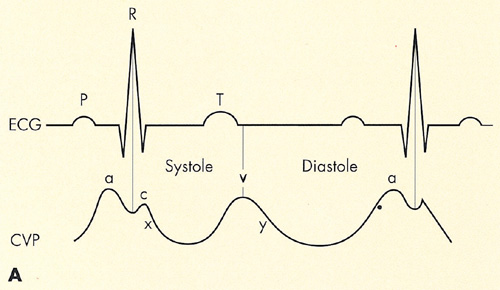 R
P T
ECG
Systole Diastole
a c v a
x y
CVP
A